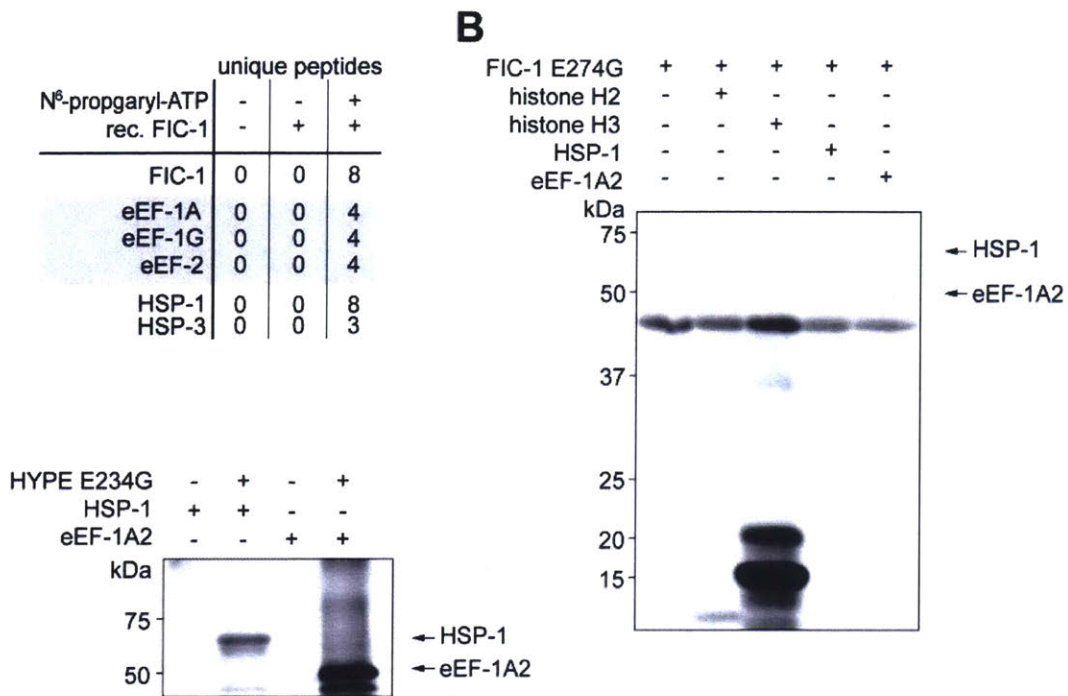 unique peptides
N⁶-propgaryl-ATP - - +
rec. FIC-1 - + +
FIC-1 0 0 8
eEF-1A 0 0 4
eEF-1G 0 0 4
eEF-2 0 0 4
HSP-1 0 0 8
HSP-3 0 0 3
B
FIC-1 E274G + + + + +
histone H2 - + - - -
histone H3 - - + - -
HSP-1 - - - + -
eEF-1A2 - - - - +
kDa
75
← HSP-1
50
← eEF-1A2
37
25
20
15
HYPE E234G - + - +
HSP-1 + + - -
eEF-1A2 - - + +
kDa
75
← HSP-1
50
← eEF-1A2